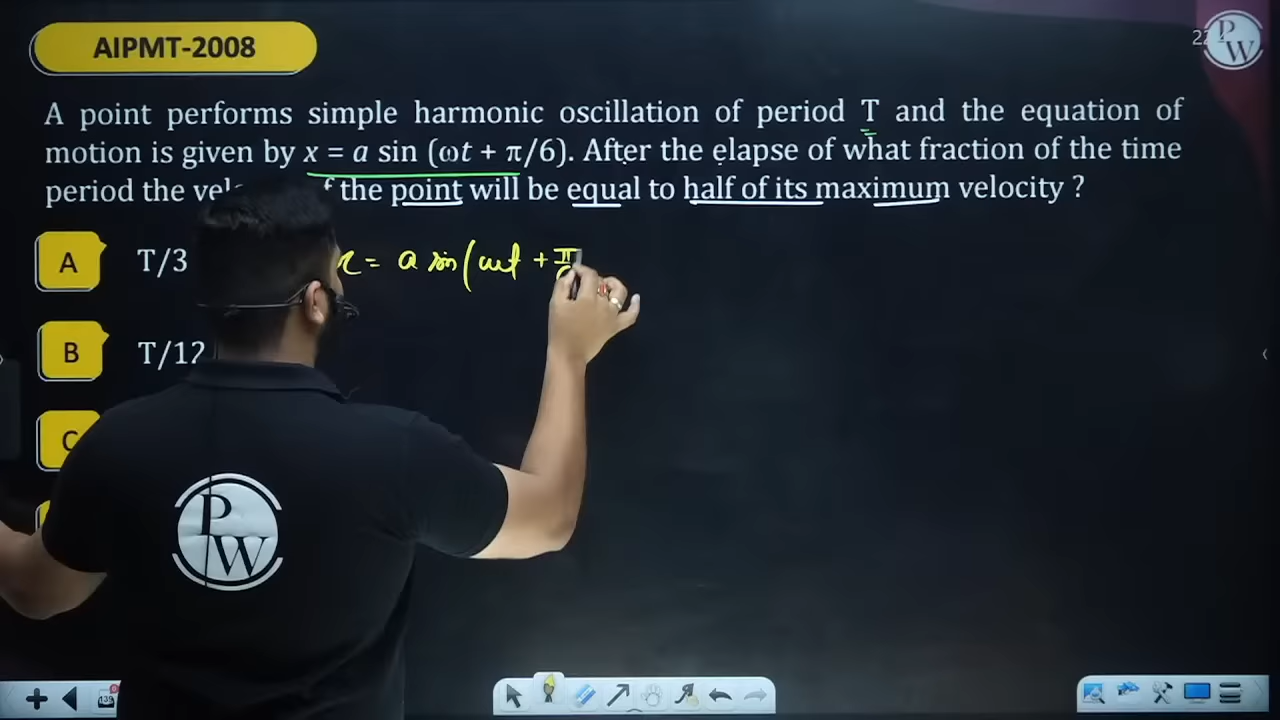 AIPMT-2008
22
PW
A point performs simple harmonic oscillation of period T and the equation of
motion is given by x = a sin (ωt + π/6). After the elapse of what fraction of the time
period the the point will be equal to half of its maximum velocity ?
A T/3 x = a sin(ωt + π
B T/12
C
PW
139